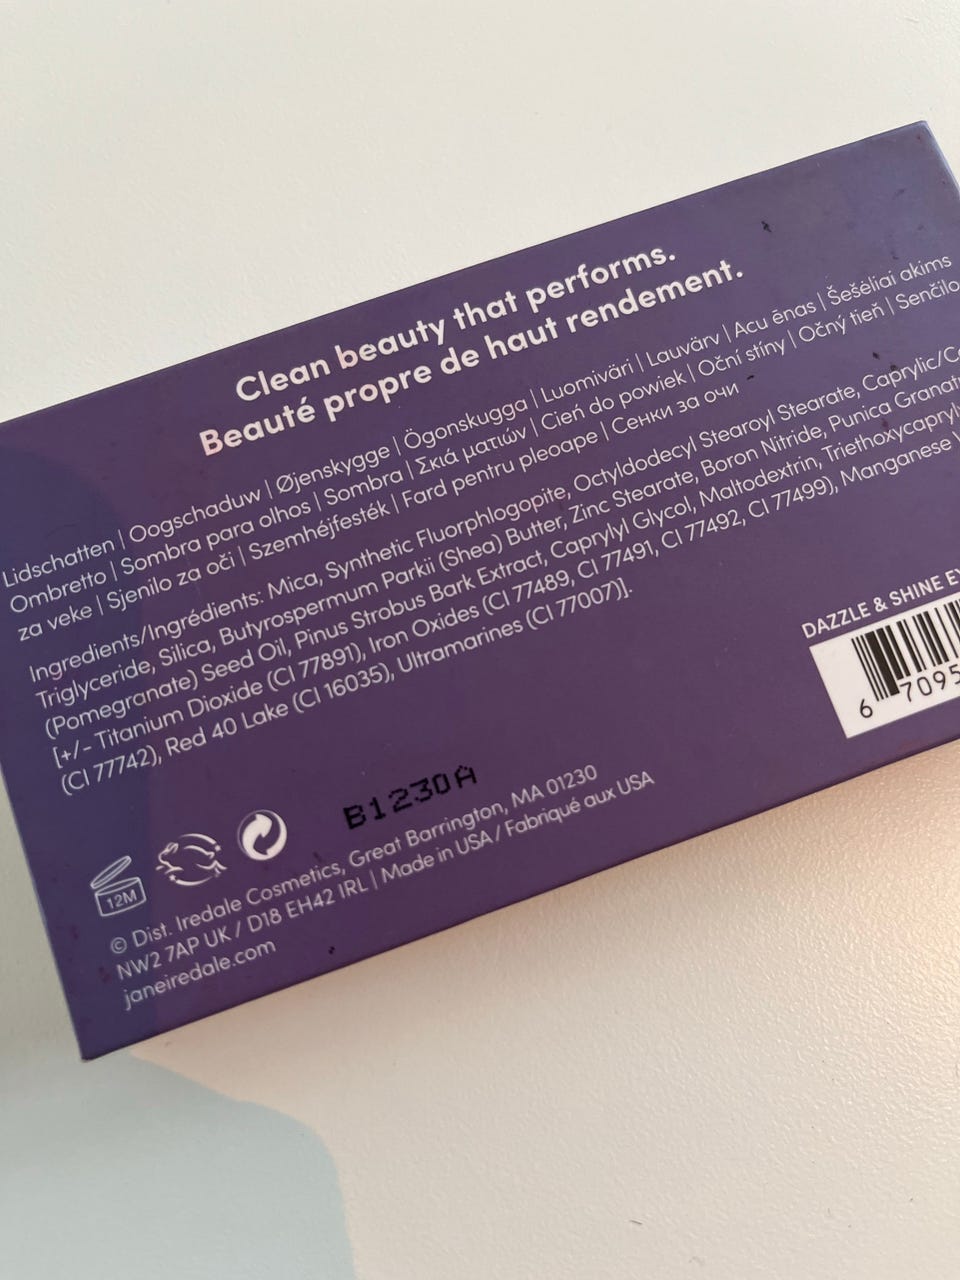 Clean beauty that performs.
Beauté propre de haut rendement.
Lidschatten | Oogschaduw | Øjenskygge | Ögonskugga | Luomiväri | Lauvärv | Acu ēnas | Šešėliai akims
Ombretto | Sombra para olhos | Sombra | Σκιά ματιών | Cień do powiek | Oční stíny | Očný tieň | Senčilo
za veke | Sjenilo za oči | Szemhéjfesték | Fard pentru pleoape | Сенки за очи
Ingredients/Ingrédients: Mica, Synthetic Fluorphlogopite, Octyldodecyl Stearoyl Stearate, Caprylic/
Triglyceride, Silica, Butyrospermum Parkii (Shea) Butter, Zinc Stearate, Boron Nitride, Punica
(Pomegranate) Seed Oil, Pinus Strobus Bark Extract, Caprylyl Glycol, Maltodextrin,
[+/- Titanium Dioxide (CI 77891), Iron Oxides (CI 77489, CI 77491, CI 77492, CI 77499), Manganese
(CI 77742), Red 40 Lake (CI 16035), Ultramarines (CI 77007)].
DAZZLE & SHINE
6 7095
B1230A
12M
© Dist. Iredale Cosmetics, Great Barrington, MA 01230
NW2 7AP UK / D18 EH42 IRL | Made in USA / Fabriqué aux USA
janeiredale.com